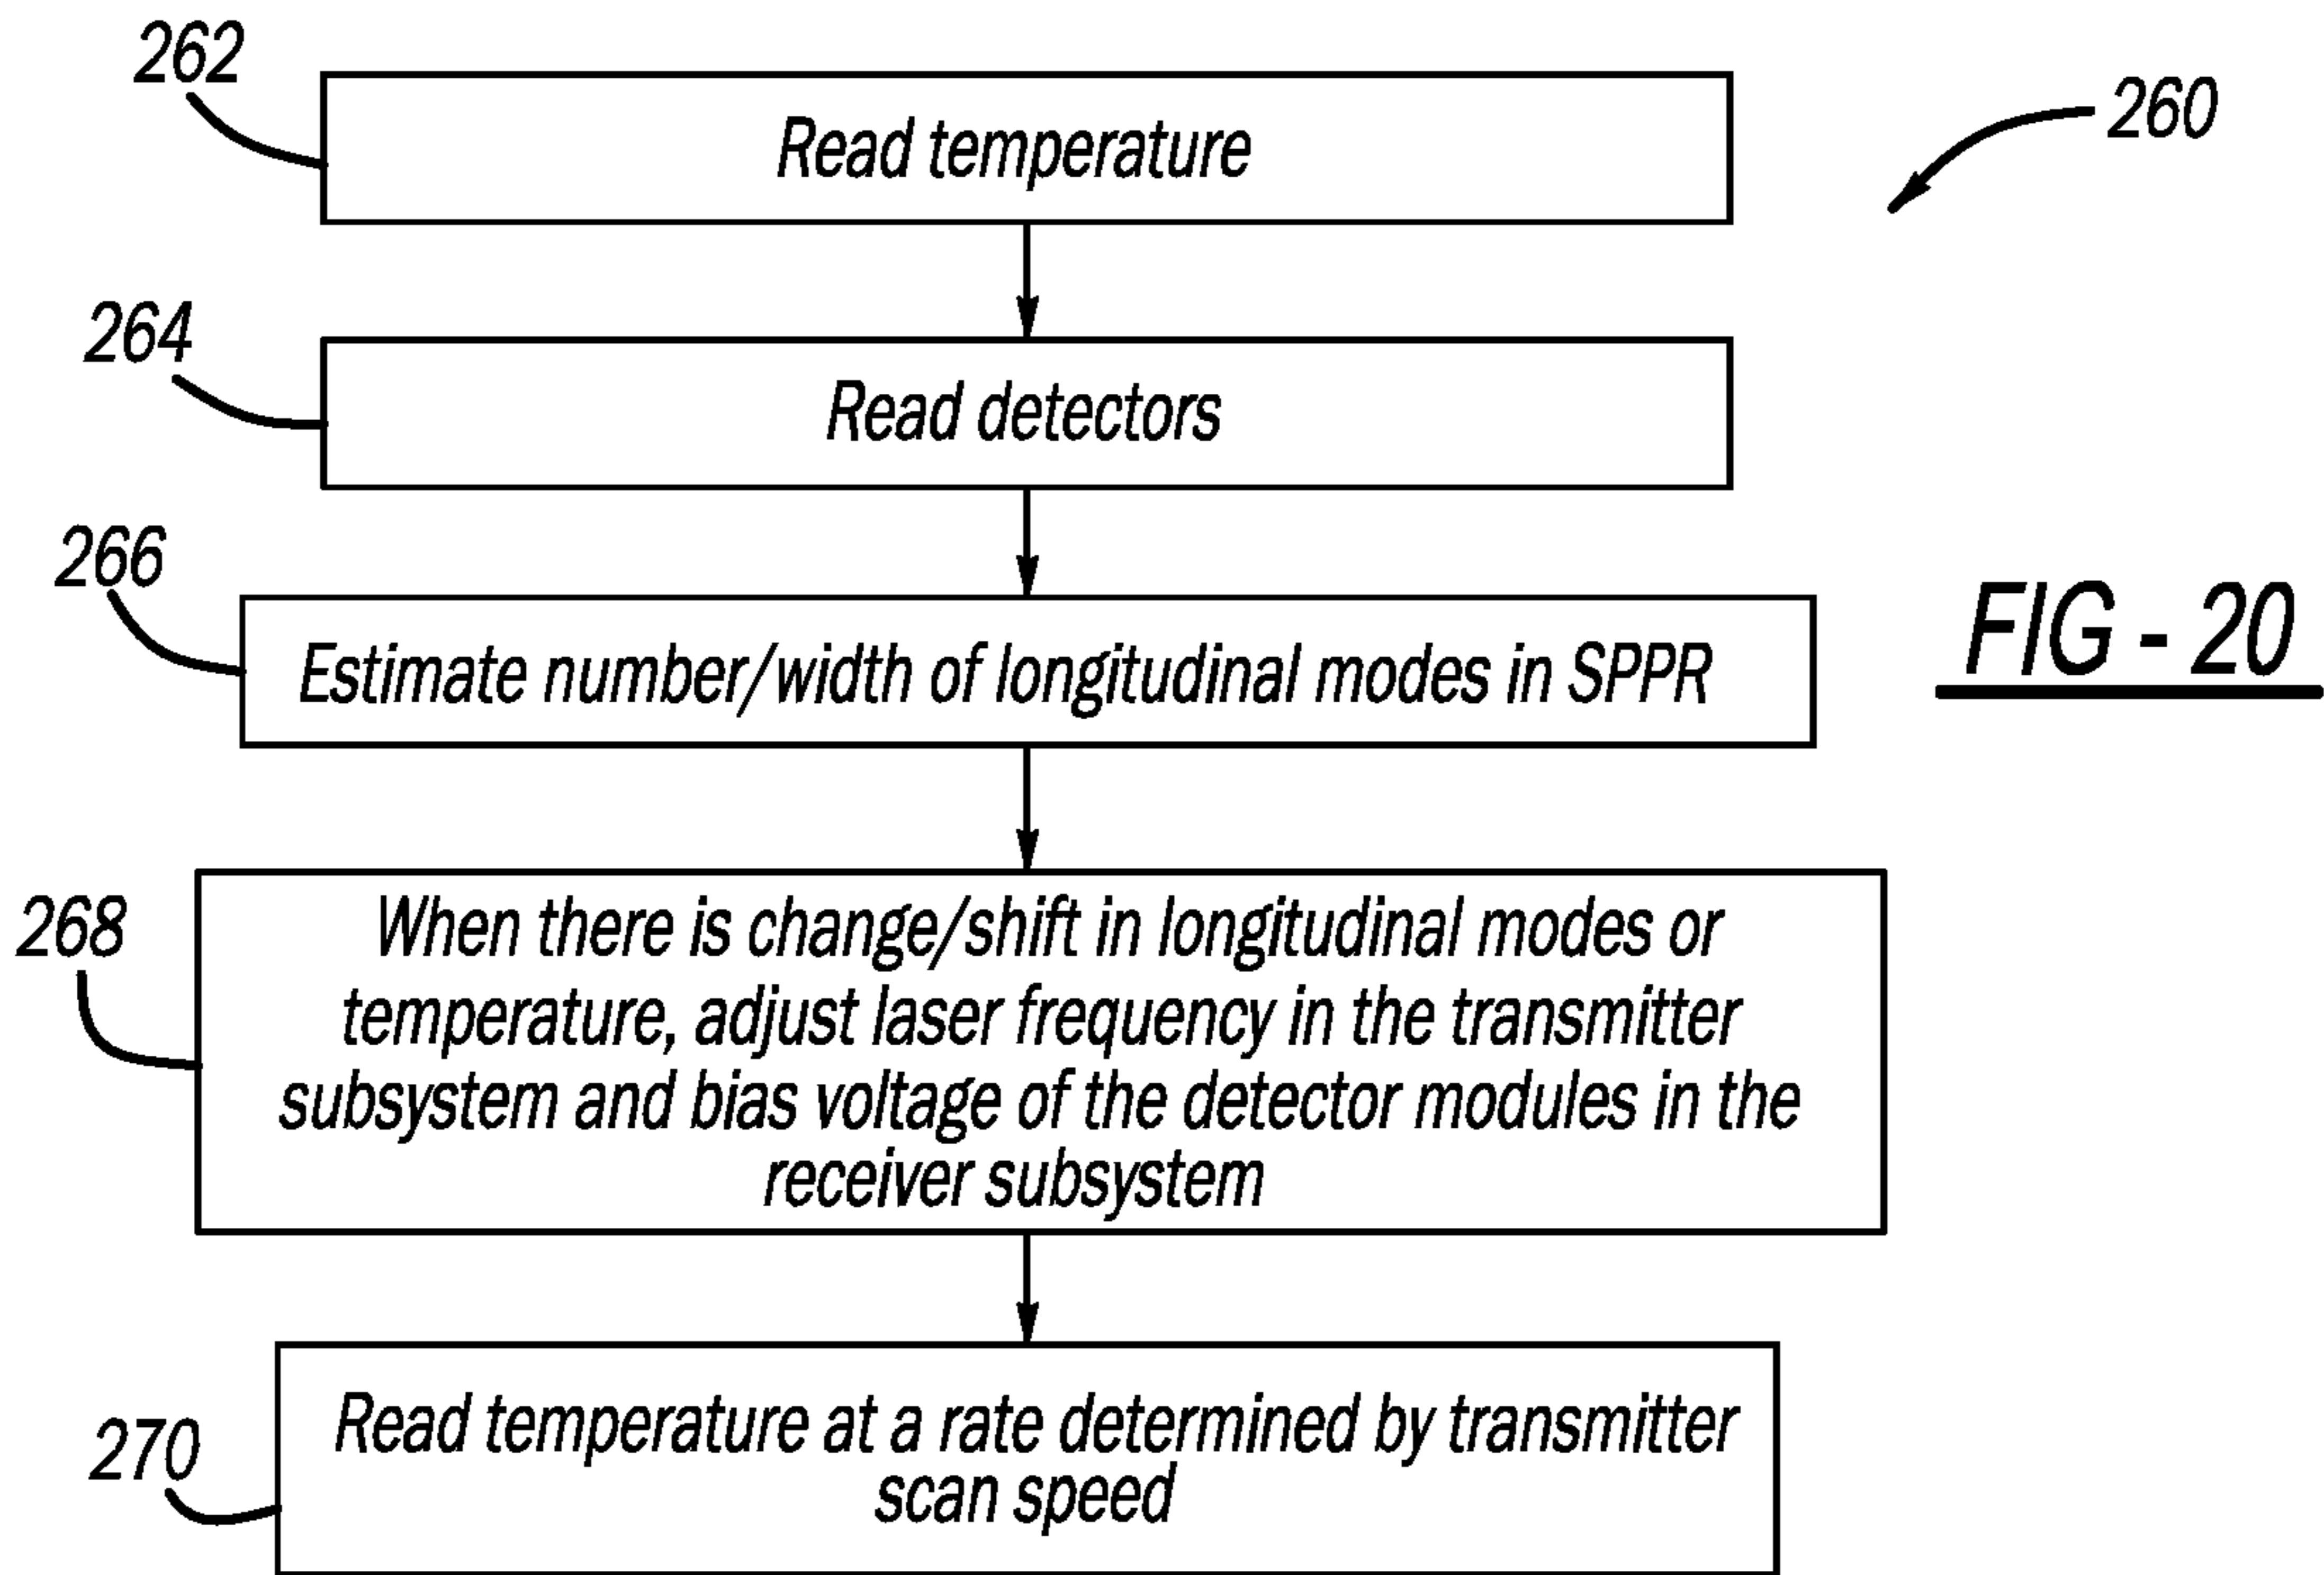 262
Read temperature
260
264
Read detectors
266
Estimate number/width of longitudinal modes in SPPR
FIG - 20
268
When there is change/shift in longitudinal modes or
temperature, adjust laser frequency in the transmitter
subsystem and bias voltage of the detector modules in the
receiver subsystem
270
Read temperature at a rate determined by transmitter
scan speed